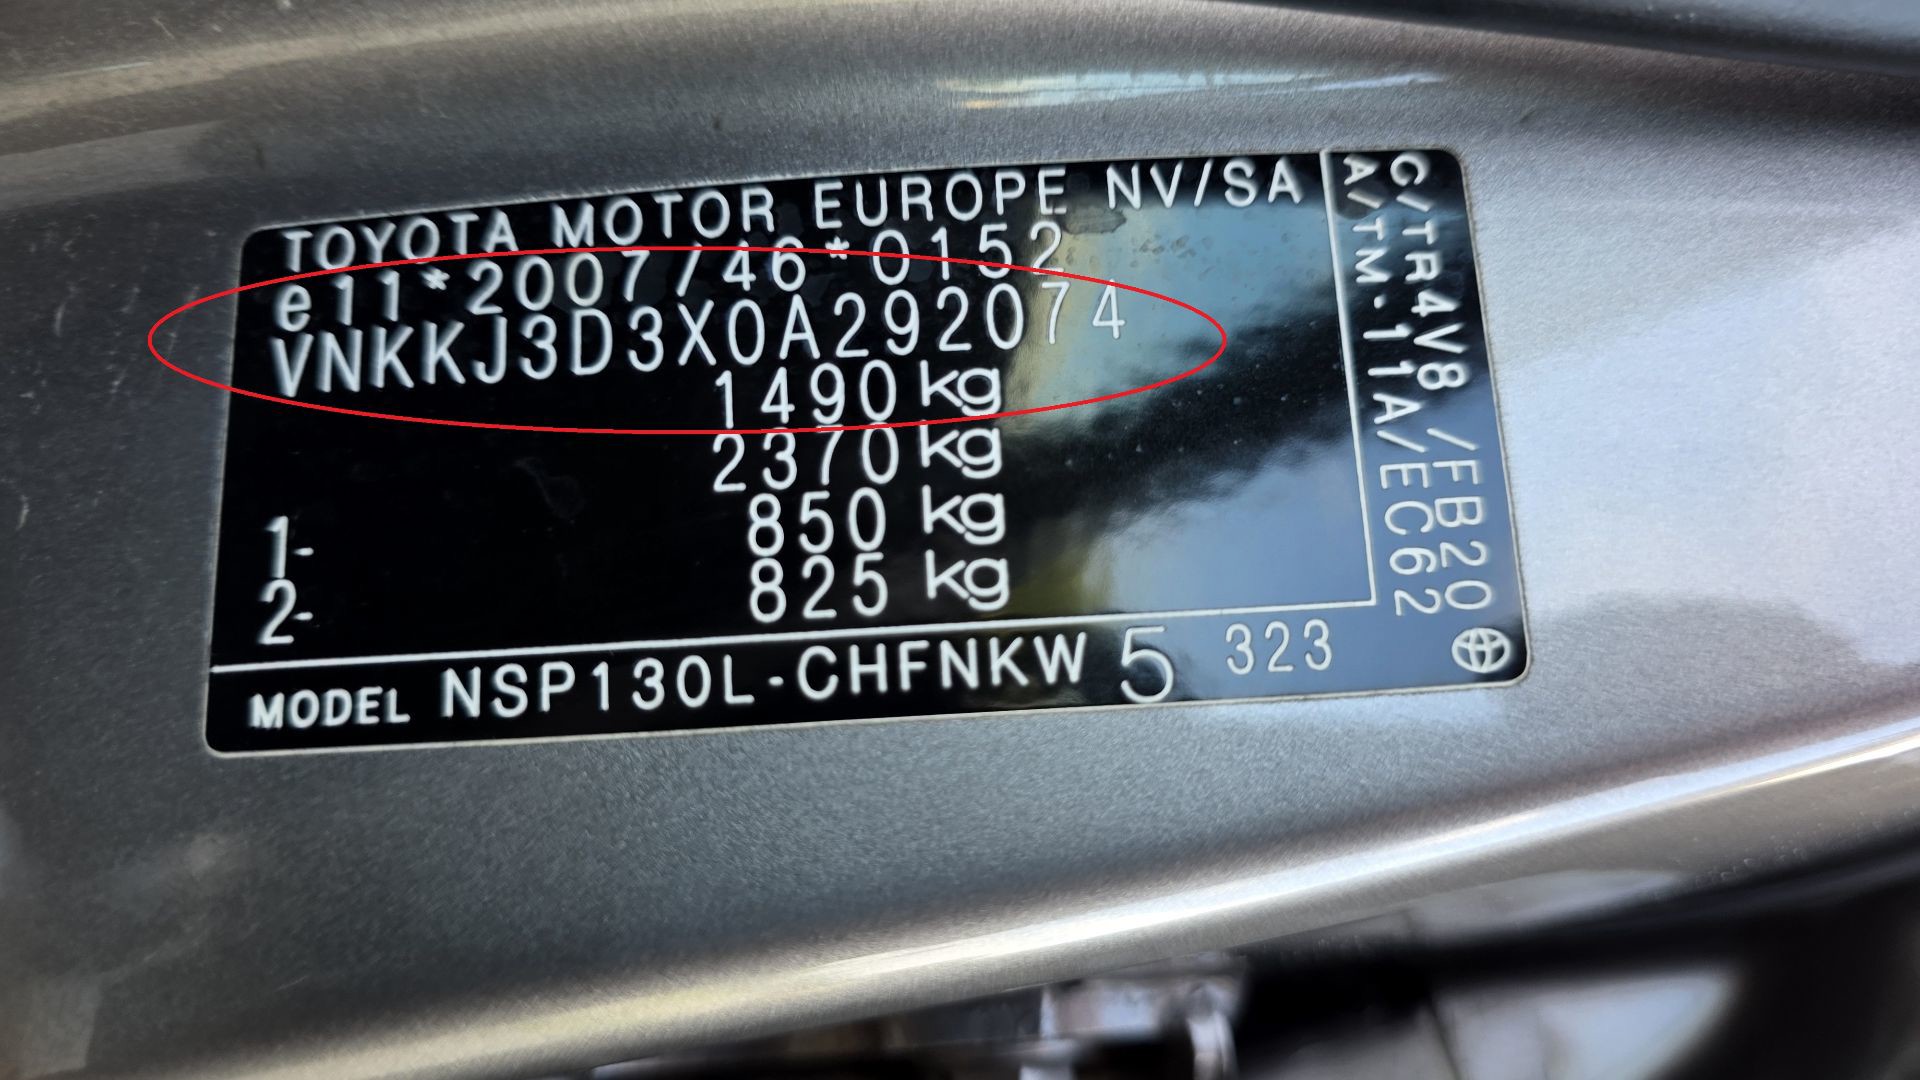 TOYOTA MOTOR EUROPE NV/SA
e11*2007/46*0152
VNKKJ3D3X0A292074
1490 kg
2370 kg
1- 850 kg
2- 825 kg
MODEL NSP130L-CHFNKW 5 323
C/TR4V8 /FB20
A/TM.11A/EC62